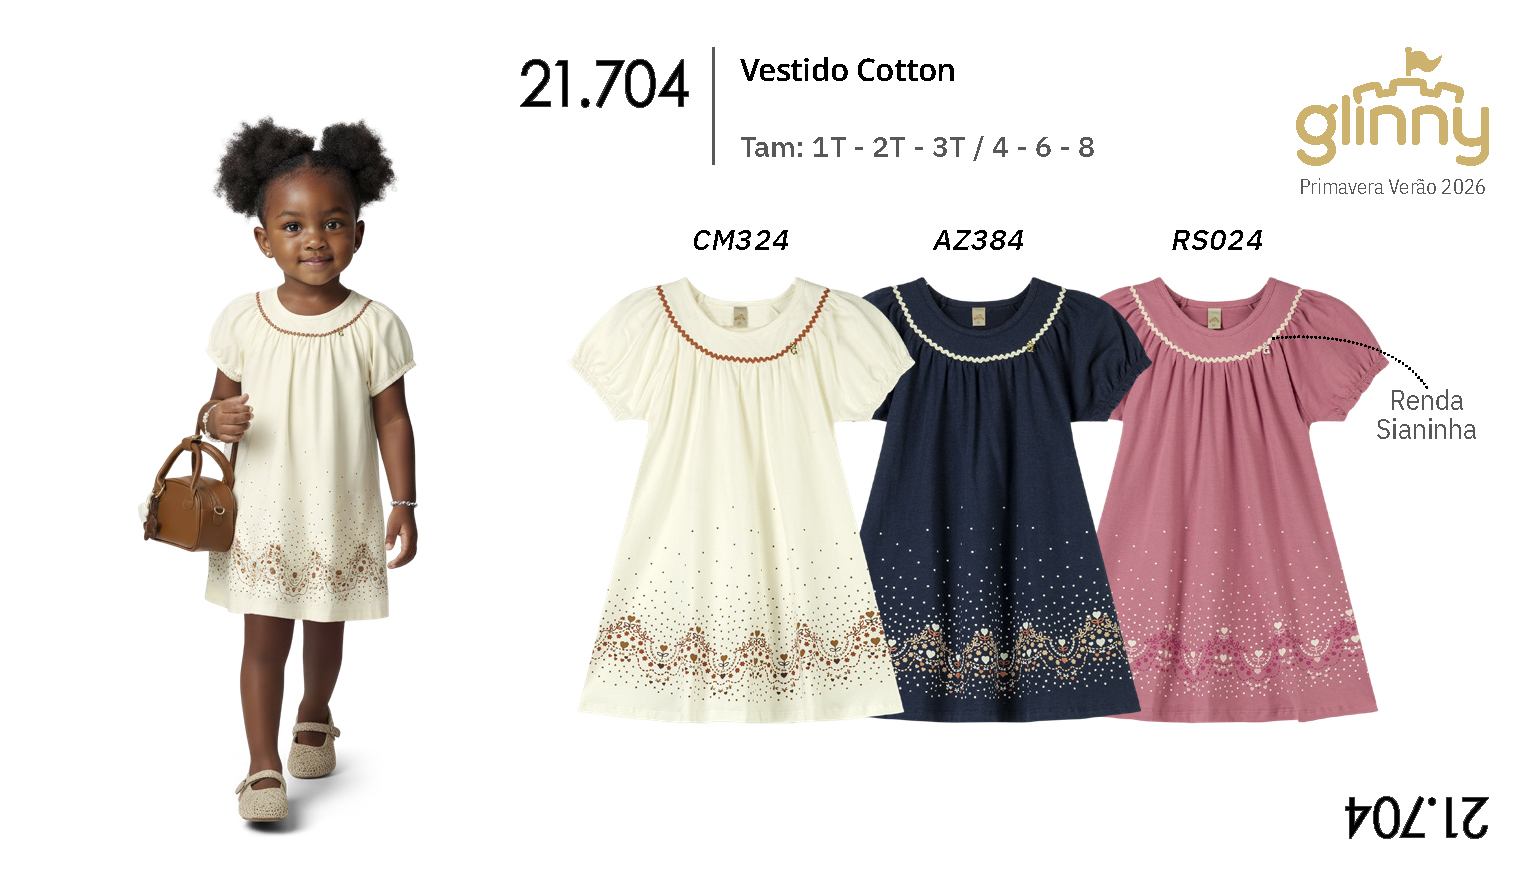 21.704
Vestido Cotton
Tam: 1T - 2T - 3T / 4 - 6 - 8
glinny
Primavera Verão 2026
CM324
AZ384
RS024
Renda
Sianinha
21.704